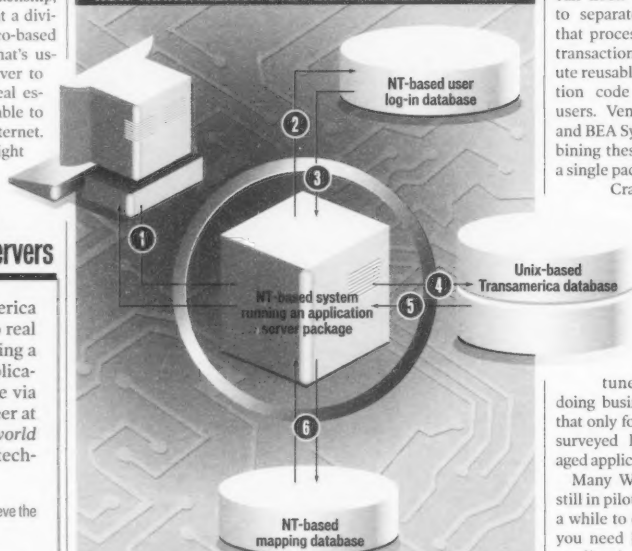 t a divi-
co-based
hat's us-
ver to
eal es-
able to
ternet.
ight
ervers
erica
o real
ing a
plica-
e via
eer at
world
tech-
eve the
NT-based user
log-in database
2
3
1
NT-based system
running an application
server package
4
5
Unix-based
Transamerica database
6
NT-based
mapping database
to separat
that proces
transaction
ute reusabl
tion code
users. Ven
and BEA Sy
bining thes
a single pac
Cra
tune
doing busi
that only fo
surveyed
aged applic
Many W
still in pilot
a while to
you need